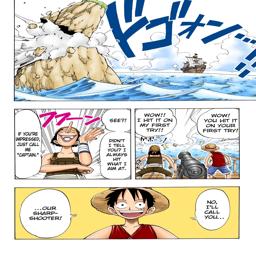 ドゴォン
WOW!!
YOU HIT IT
ON YOUR
FIRST TRY!!
WOW!!
I HIT IT
ON MY
FIRST
TRY!!
SEE?!
DIDN'T
I TELL YOU?
I ALWAYS
HIT WHAT
I AM AT.
IF YOU'RE
IMPRESSED,
JUST CALL
ME
"CAPTAIN."
NO,
I'LL
CALL
YOU...
...OUR
SHARP-
SHOOTER!